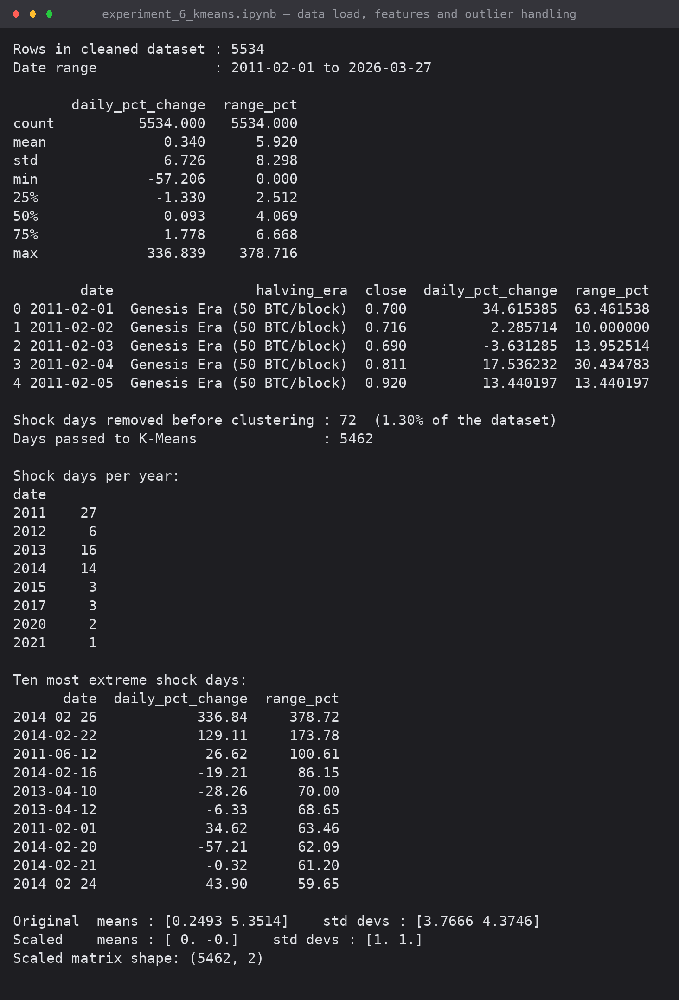 experiment_6_kmeans.ipynb — data load, features and outlier handling
Rows in cleaned dataset : 5534
Date range              : 2011-02-01 to 2026-03-27

       daily_pct_change  range_pct
count          5534.000   5534.000
mean              0.340      5.920
std               6.726      8.298
min             -57.206      0.000
25%              -1.330      2.512
50%               0.093      4.069
75%               1.778      6.668
max             336.839    378.716

        date                 halving_era  close  daily_pct_change  range_pct
0 2011-02-01  Genesis Era (50 BTC/block)  0.700         34.615385  63.461538
1 2011-02-02  Genesis Era (50 BTC/block)  0.716          2.285714  10.000000
2 2011-02-03  Genesis Era (50 BTC/block)  0.690         -3.631285  13.952514
3 2011-02-04  Genesis Era (50 BTC/block)  0.811         17.536232  30.434783
4 2011-02-05  Genesis Era (50 BTC/block)  0.920         13.440197  13.440197

Shock days removed before clustering : 72  (1.30% of the dataset)
Days passed to K-Means               : 5462

Shock days per year:
date
2011    27
2012     6
2013    16
2014    14
2015     3
2017     3
2020     2
2021     1

Ten most extreme shock days:
      date  daily_pct_change  range_pct
2014-02-26            336.84     378.72
2014-02-22            129.11     173.78
2011-06-12             26.62     100.61
2014-02-16            -19.21      86.15
2013-04-10            -28.26      70.00
2013-04-12             -6.33      68.65
2011-02-01             34.62      63.46
2014-02-20            -57.21      62.09
2014-02-21             -0.32      61.20
2014-02-24            -43.90      59.65

Original  means : [0.2493 5.3514]    std devs : [3.7666 4.3746]
Scaled    means : [ 0. -0.]    std devs : [1. 1.]
Scaled matrix shape: (5462, 2)